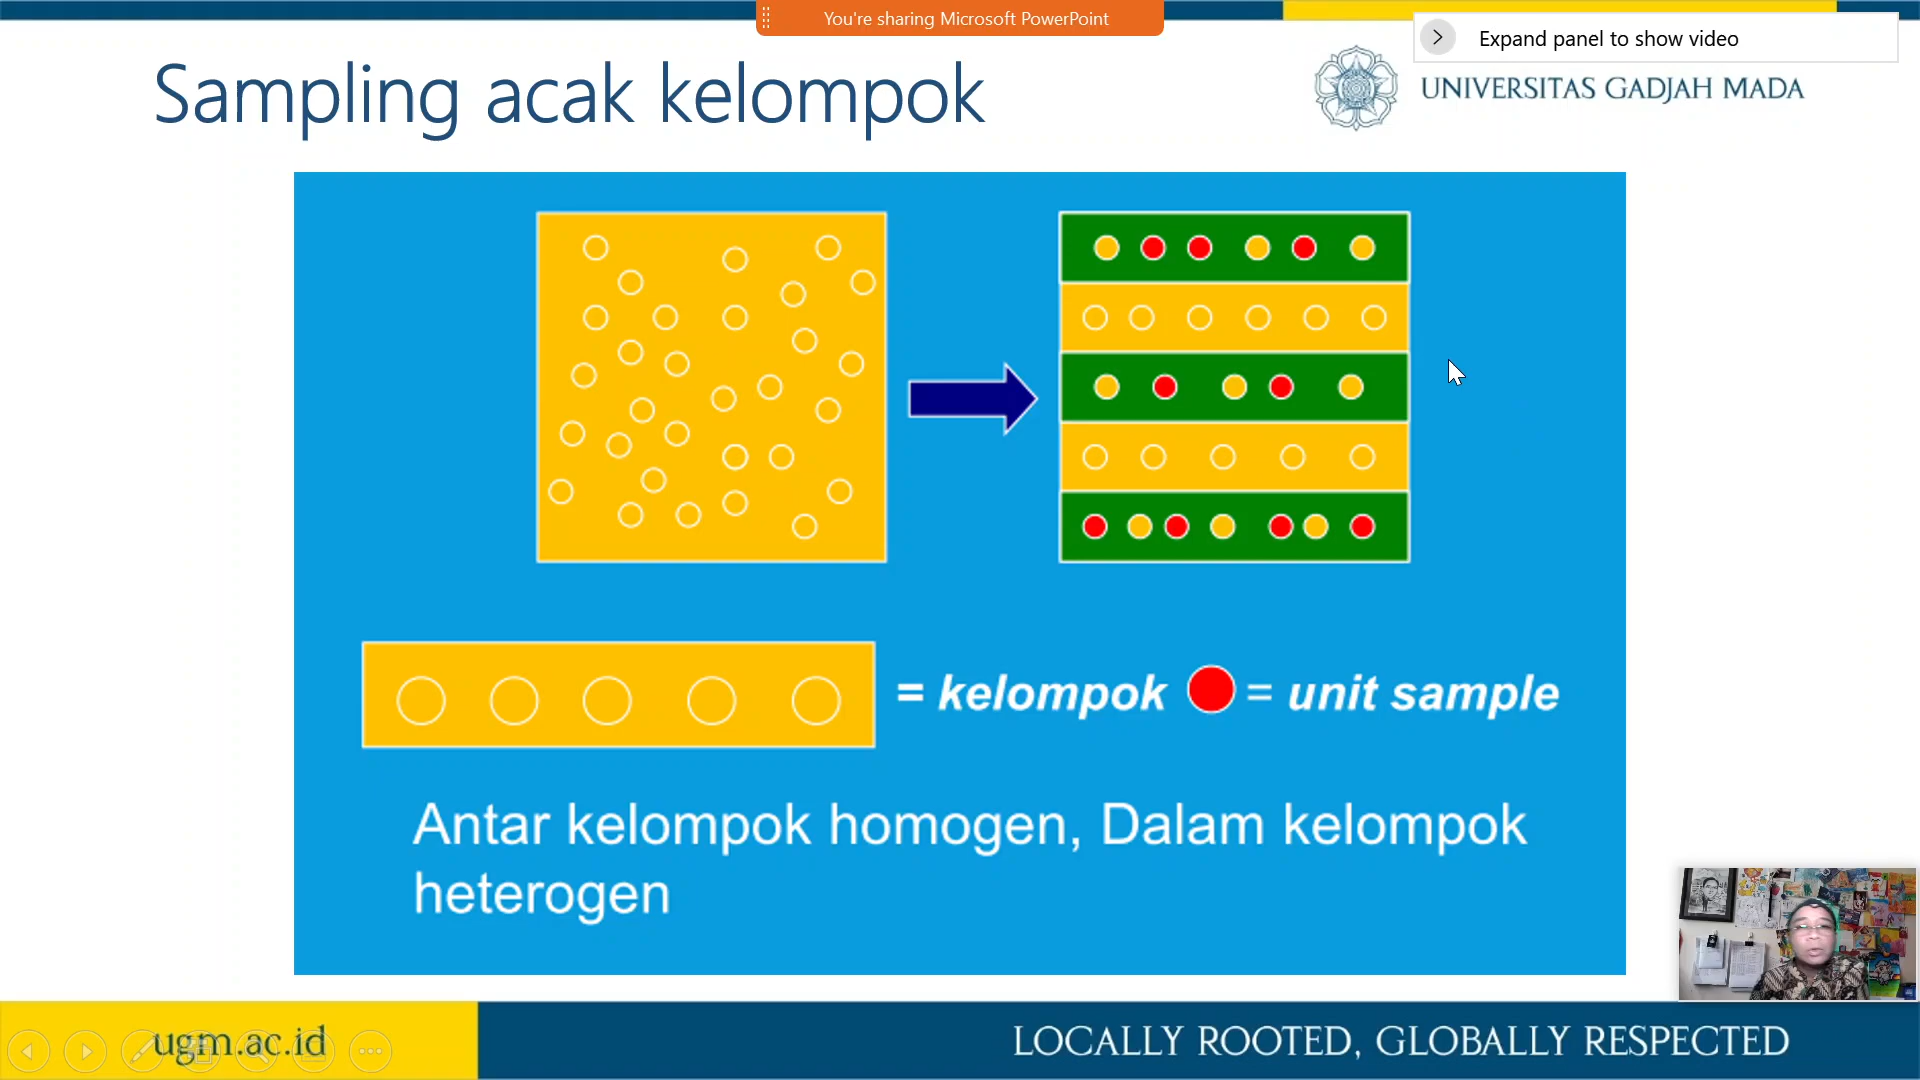 You're sharing Microsoft PowerPoint
Expand panel to show video
Sampling acak kelompok
UNIVERSITAS GADJAH MADA
= kelompok = unit sample
Antar kelompok homogen, Dalam kelompok
heterogen
ugm.ac.id
LOCALLY ROOTED, GLOBALLY RESPECTED